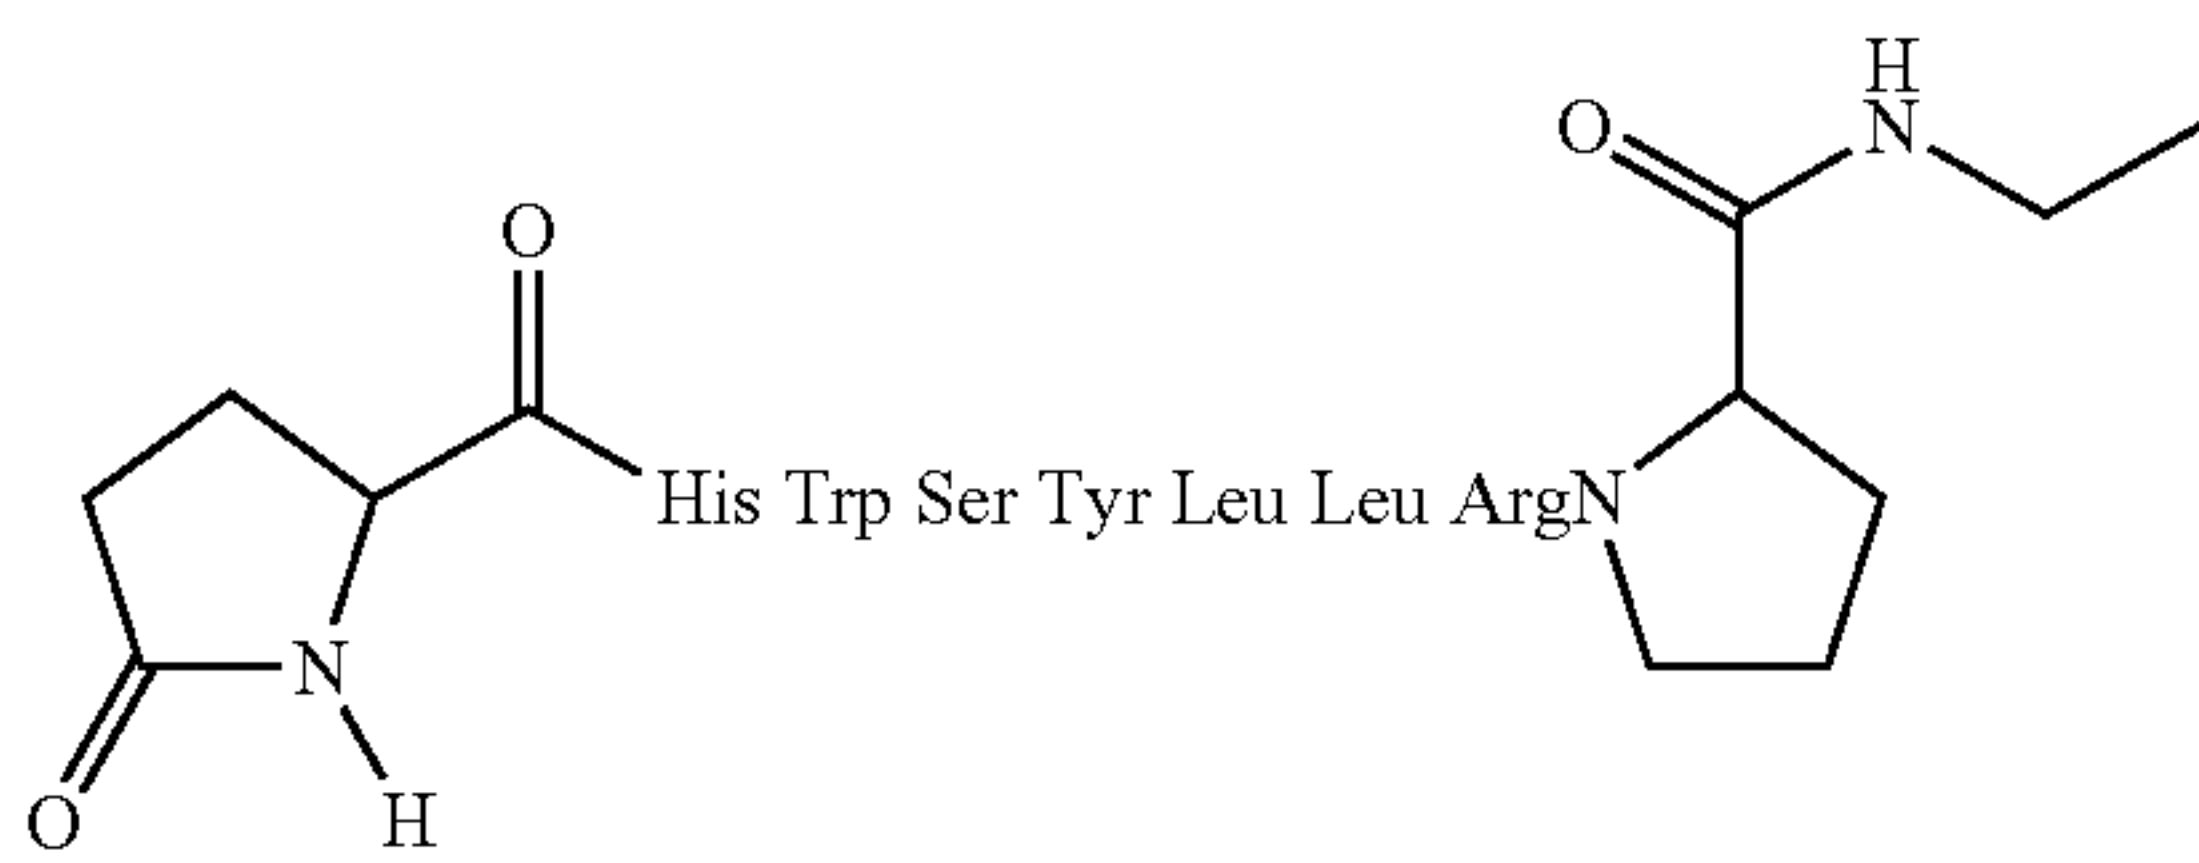 H
O N
O
His Trp Ser Tyr Leu Leu ArgN
N
O H